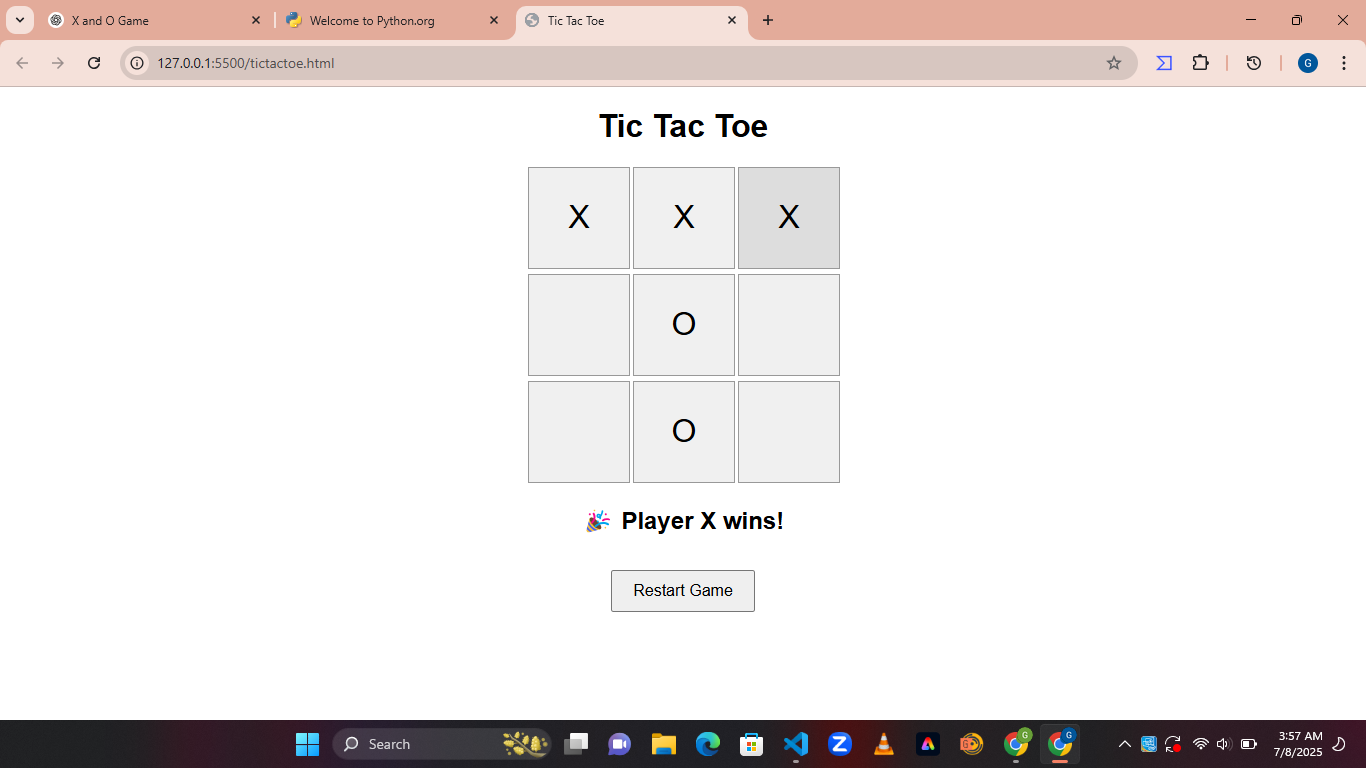 X and O Game
Welcome to Python.org
Tic Tac Toe
127.0.0.1:5500/tictactoe.html
G
Tic Tac Toe
X X X
O
O
🎉 Player X wins!
Restart Game
Search
G
G
3:57 AM
7/8/2025